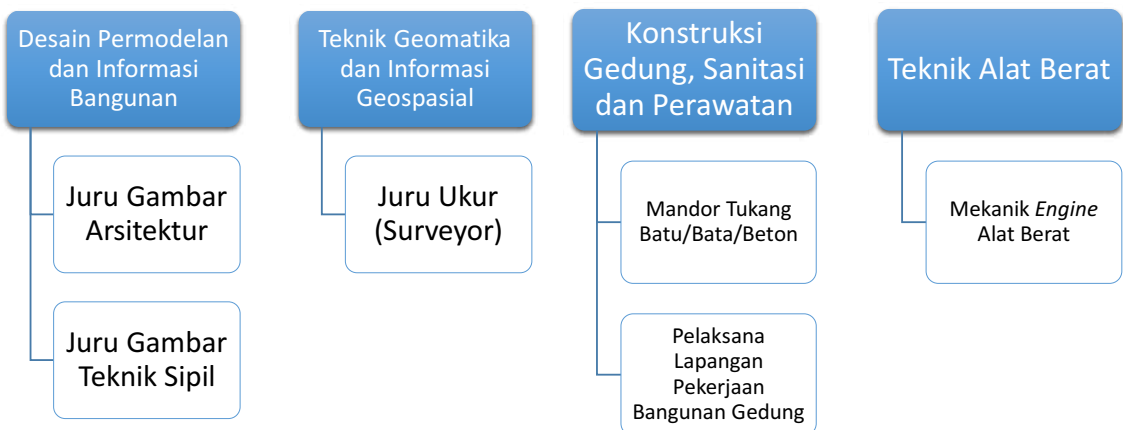 Desain Permodelan
dan Informasi
Bangunan
Juru Gambar
Arsitektur
Juru Gambar
Teknik Sipil
Teknik Geomatika
dan Informasi
Geospasial
Juru Ukur
(Surveyor)
Konstruksi
Gedung, Sanitasi
dan Perawatan
Mandor Tukang
Batu/Bata/Beton
Pelaksana
Lapangan
Pekerjaan
Bangunan Gedung
Teknik Alat Berat
Mekanik Engine
Alat Berat